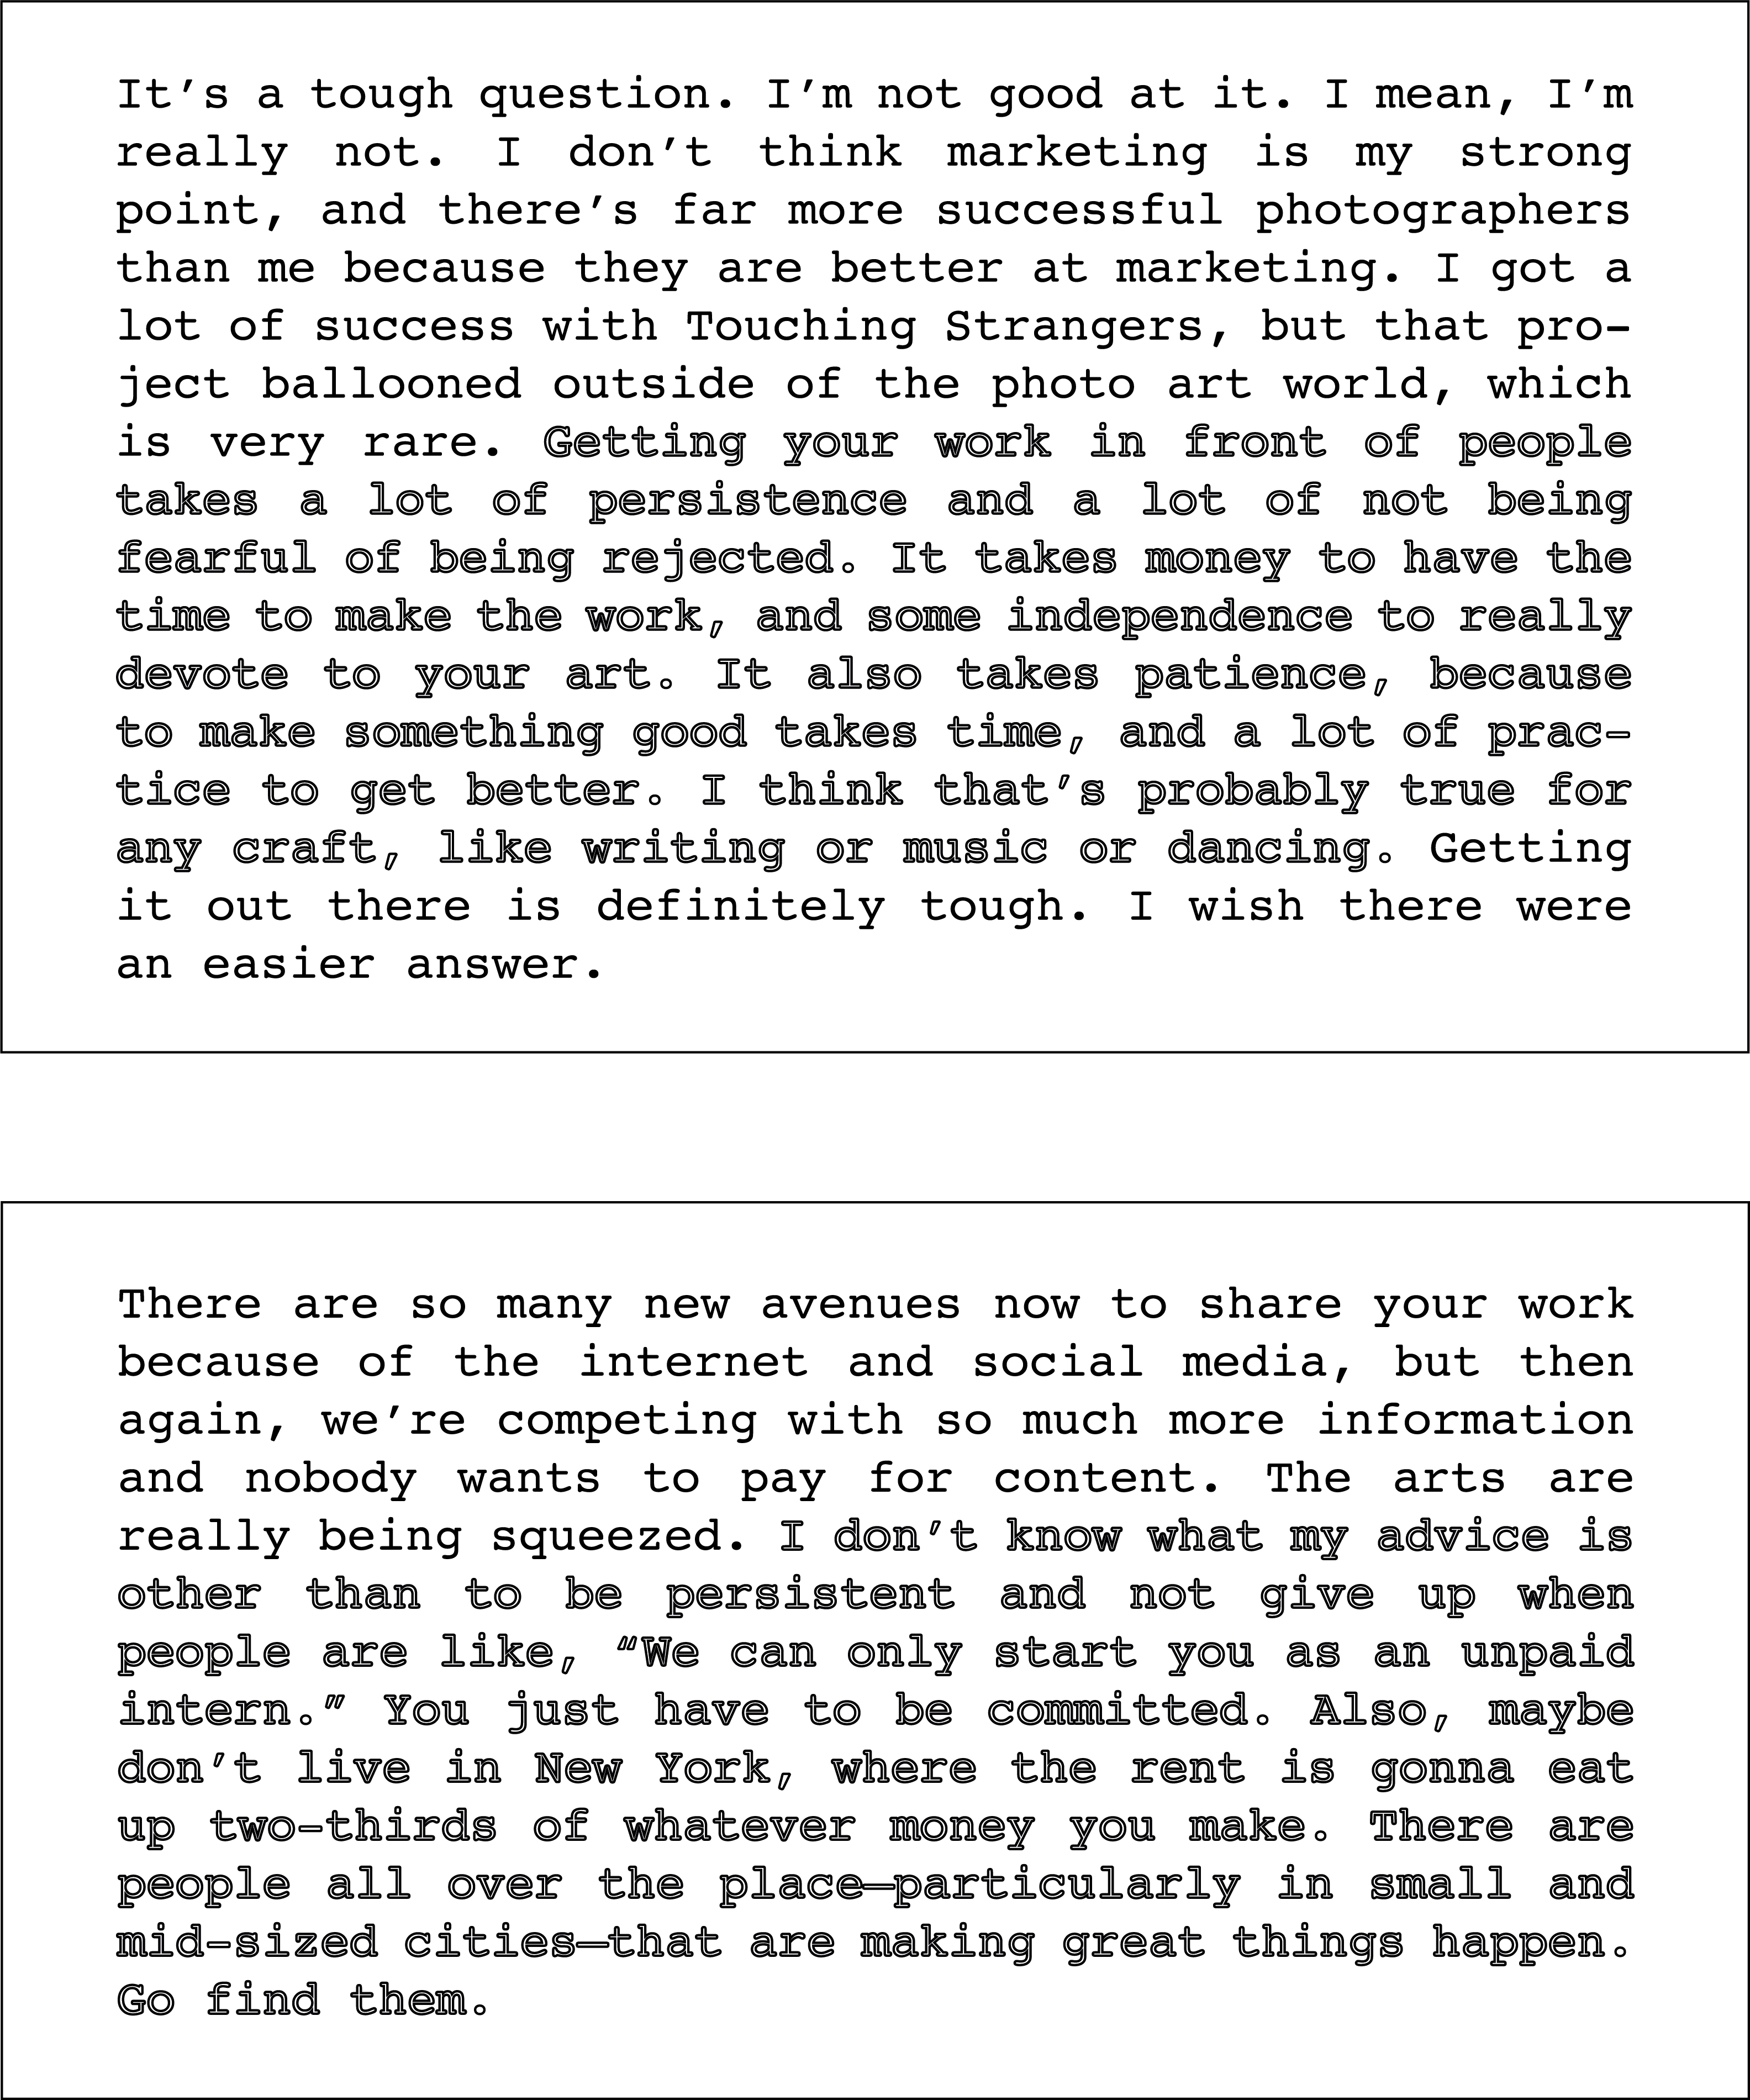 It’s a tough question. I’m not good at it. I mean, I’m
really not. I don’t think marketing is my strong
point, and there’s far more successful photographers
than me because they are better at marketing. I got a
lot of success with Touching Strangers, but that pro-
ject ballooned outside of the photo art world, which
is very rare. Getting your work in front of people
takes a lot of persistence and a lot of not being
fearful of being rejected. It takes money to have the
time to make the work, and some independence to really
devote to your art. It also takes patience, because
to make something good takes time, and a lot of prac-
tice to get better. I think that’s probably true for
any craft, like writing or music or dancing. Getting
it out there is definitely tough. I wish there were
an easier answer.
There are so many new avenues now to share your work
because of the internet and social media, but then
again, we’re competing with so much more information
and nobody wants to pay for content. The arts are
really being squeezed. I don’t know what my advice is
other than to be persistent and not give up when
people are like, “We can only start you as an unpaid
intern.” You just have to be committed. Also, maybe
don’t live in New York, where the rent is gonna eat
up two-thirds of whatever money you make. There are
people all over the place—particularly in small and
mid-sized cities—that are making great things happen.
Go find them.